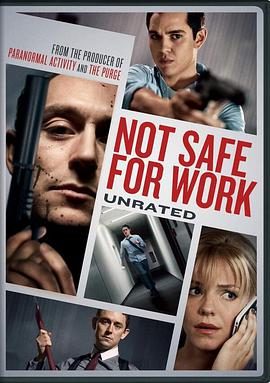 FROM THE PRODUCER OF
PARANORMAL ACTIVITY AND THE PURGE
NOT SAFE
FOR WORK
UNRATED